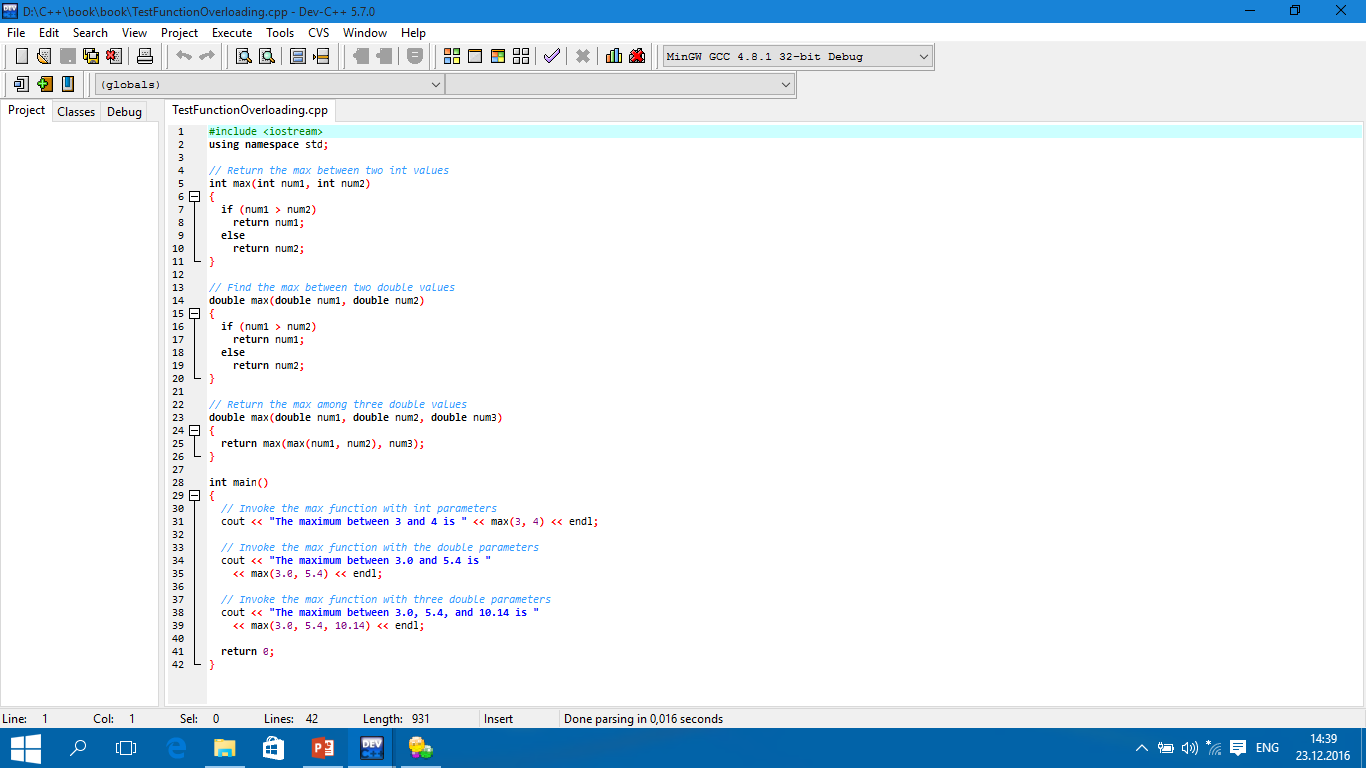 D:\C++\book\book\TestFunctionOverloading.cpp - Dev-C++ 5.7.0
File Edit Search View Project Execute Tools CVS Window Help
MinGW GCC 4.8.1 32-bit Debug
(globals)
Project Classes Debug TestFunctionOverloading.cpp
1 #include <iostream>
2 using namespace std;
3
4 // Return the max between two int values
5 int max(int num1, int num2)
6 {
7 if (num1 > num2)
8 return num1;
9 else
10 return num2;
11 }
12
13 // Find the max between two double values
14 double max(double num1, double num2)
15 {
16 if (num1 > num2)
17 return num1;
18 else
19 return num2;
20 }
21
22 // Return the max among three double values
23 double max(double num1, double num2, double num3)
24 {
25 return max(max(num1, num2), num3);
26 }
27
28 int main()
29 {
30 // Invoke the max function with int parameters
31 cout << "The maximum between 3 and 4 is " << max(3, 4) << endl;
32
33 // Invoke the max function with the double parameters
34 cout << "The maximum between 3.0 and 5.4 is "
35 << max(3.0, 5.4) << endl;
36
37 // Invoke the max function with three double parameters
38 cout << "The maximum between 3.0, 5.4, and 10.14 is "
39 << max(3.0, 5.4, 10.14) << endl;
40
41 return 0;
42 }
Line: 1 Col: 1 Sel: 0 Lines: 42 Length: 931 Insert Done parsing in 0,016 seconds
DEV C++
ENG
14:39
23.12.2016